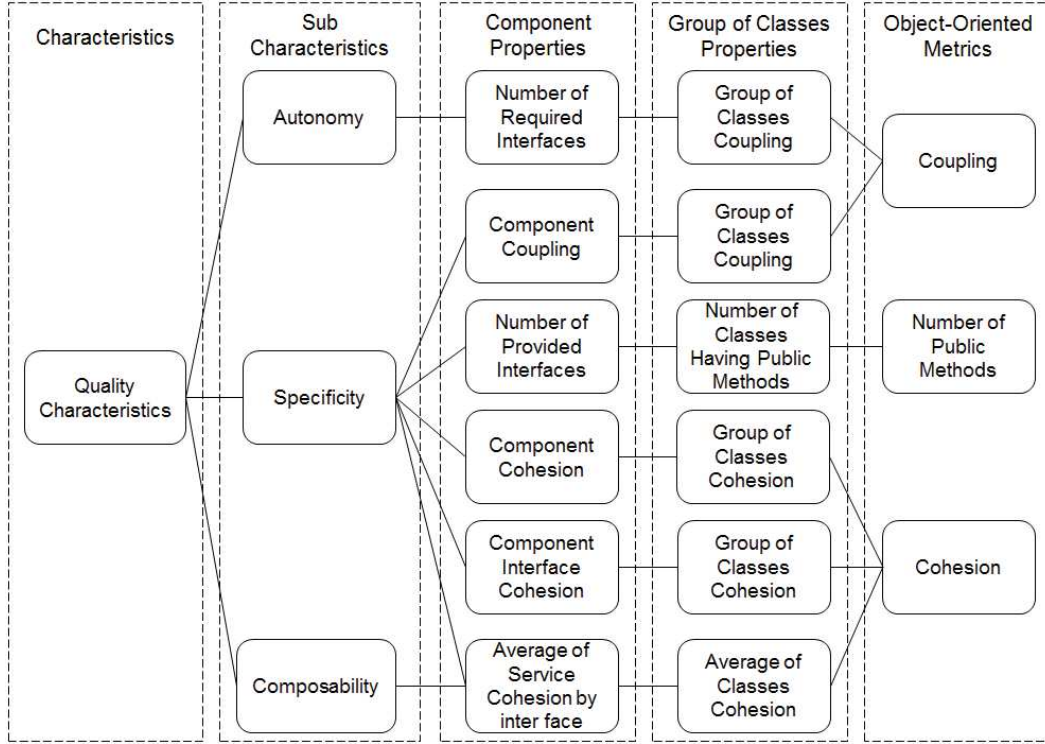 Characteristics
Sub
Characteristics
Component
Properties
Group of Classes
Properties
Object-Oriented
Metrics
Autonomy
Number of
Required
Interfaces
Group of
Classes
Coupling
Coupling
Component
Coupling
Group of
Classes
Coupling
Quality
Characteristics
Specificity
Number of
Provided
Interfaces
Number of
Classes
Having Public
Methods
Number of
Public
Methods
Component
Cohesion
Group of
Classes
Cohesion
Component
Interface
Cohesion
Group of
Classes
Cohesion
Cohesion
Composability
Average of
Service
Cohesion by
inter face
Average of
Classes
Cohesion